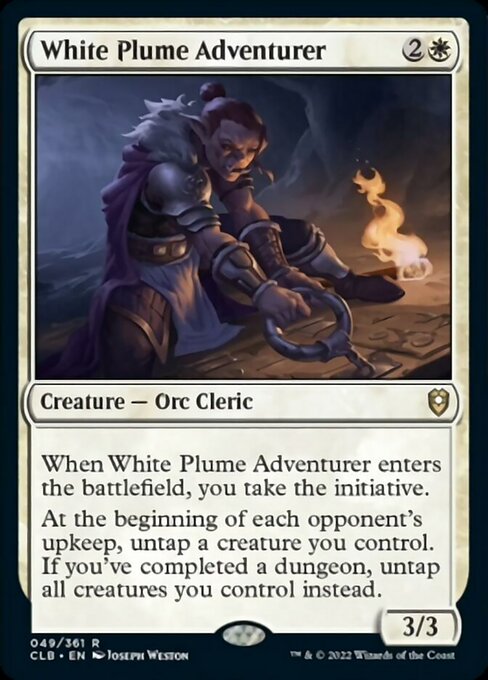 White Plume Adventurer 2
Creature — Orc Cleric
When White Plume Adventurer enters
the battlefield, you take the initiative.
At the beginning of each opponent's
upkeep, untap a creature you control.
If you've completed a dungeon, untap
all creatures you control instead.
3/3
049/361 R
CLB • EN Joseph Weston
™ & © 2022 Wizards of the Coast